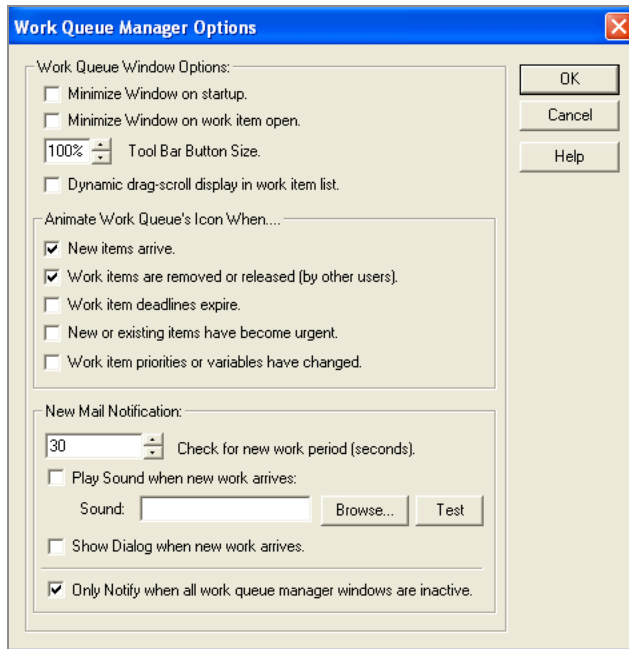 Work Queue Manager Options
Work Queue Window Options:
OK
Minimize Window on startup.
Minimize Window on work item open.
Cancel
100% Tool Bar Button Size.
Help
Dynamic drag-scroll display in work item list.
Animate Work Queue's Icon When....
New items arrive.
Work items are removed or released (by other users).
Work item deadlines expire.
New or existing items have become urgent.
Work item priorities or variables have changed.
New Mail Notification:
30 Check for new work period (seconds).
Play Sound when new work arrives:
Sound: Browse... Test
Show Dialog when new work arrives.
Only Notify when all work queue manager windows are inactive.